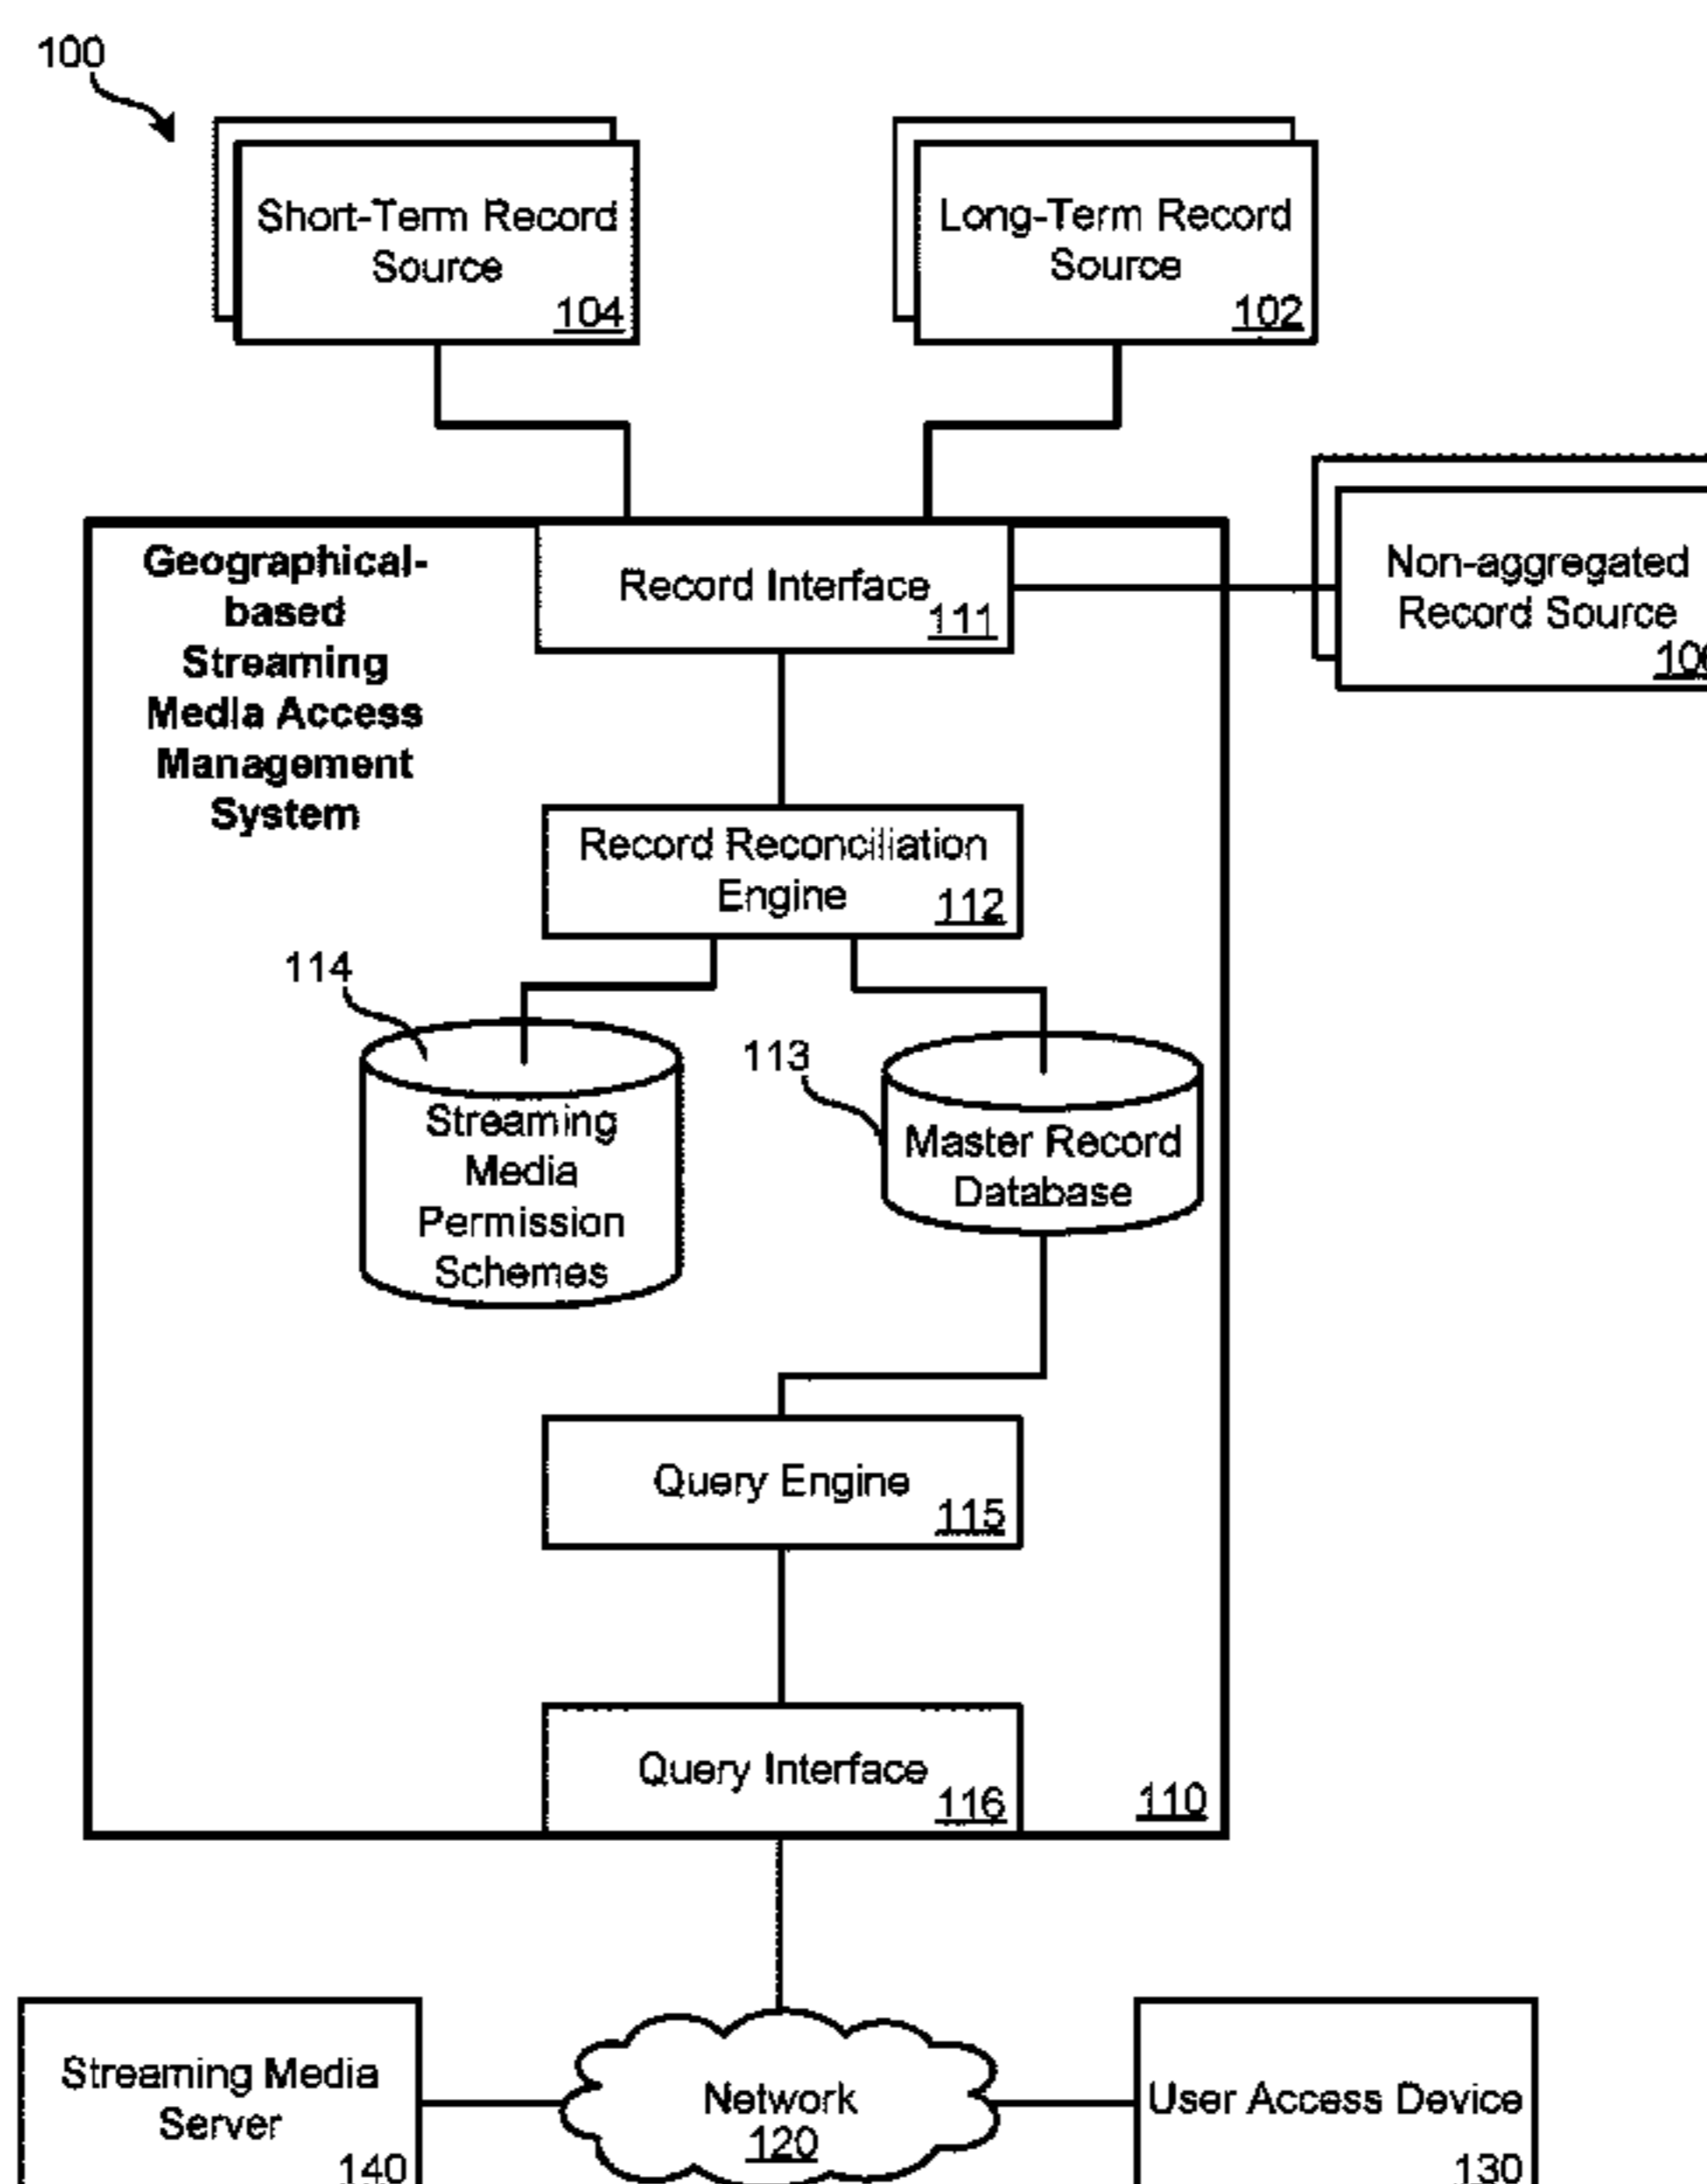 100
Short-Term Record
Source
104
Long-Term Record
Source
102
Geographical-
based
Streaming
Media Access
Management
System
Record Interface
111
Non-aggregated
Record Source
Record Reconciliation
Engine
112
114
Streaming
Media
Permission
Schemes
113
Master Record
Database
Query Engine
115
Query Interface
116
110
Streaming Media
Server
140
Network
120
User Access Device
130